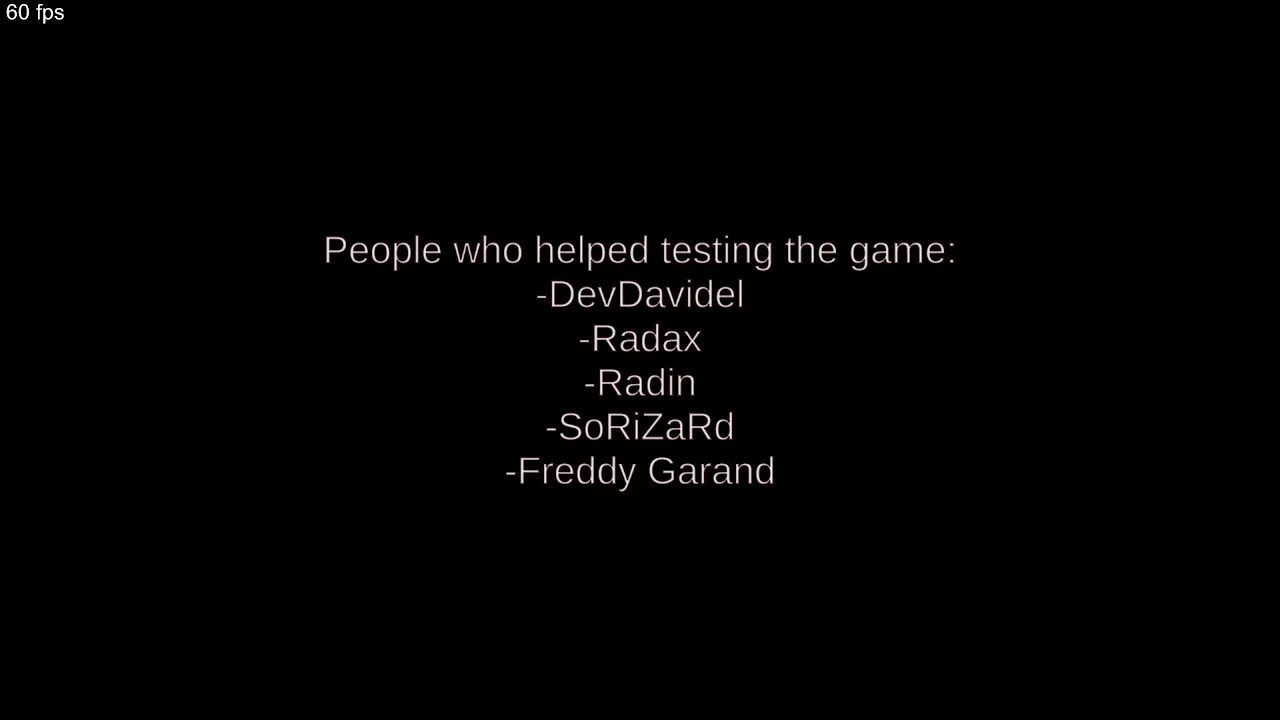 60 fps
People who helped testing the game:
-DevDavidel
-Radax
-Radin
-SoRiZaRd
-Freddy Garand